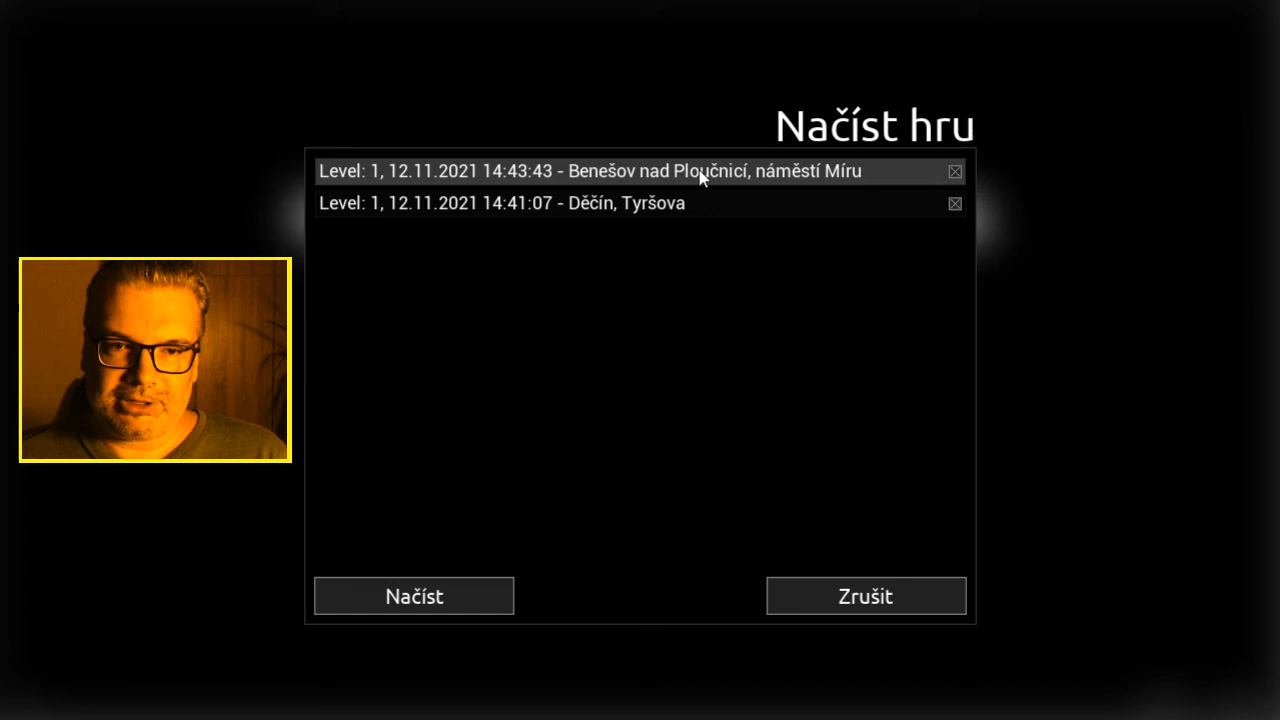 Načíst hru
Level: 1, 12.11.2021 14:43:43 - Benešov nad Ploučnicí, náměstí Míru
Level: 1, 12.11.2021 14:41:07 - Děčín, Tyršova
Načíst
Zrušit